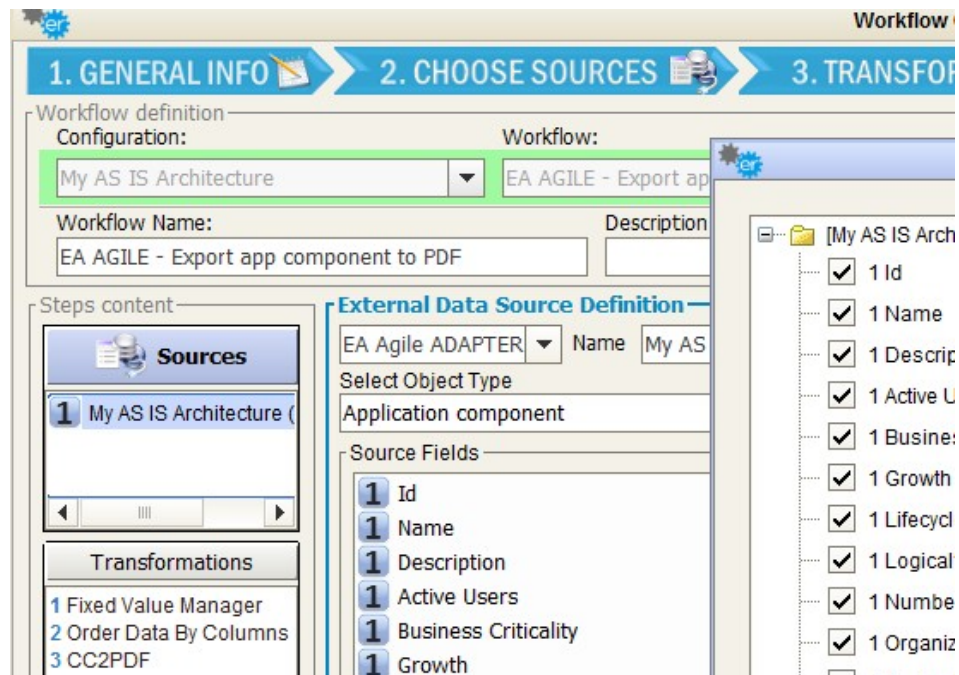 er
Workflow
1. GENERAL INFO
2. CHOOSE SOURCES
3. TRANSFOR
Workflow definition
Configuration:
Workflow:
My AS IS Architecture
EA AGILE - Export ap
Workflow Name:
Description
EA AGILE - Export app component to PDF
Steps content
Sources
1 My AS IS Architecture (
Transformations
1 Fixed Value Manager
2 Order Data By Columns
3 CC2PDF
External Data Source Definition
EA Agile ADAPTER
Name
My AS
Select Object Type
Application component
Source Fields
1 Id
1 Name
1 Description
1 Active Users
1 Business Criticality
1 Growth
er
[My AS IS Arch
1 Id
1 Name
1 Descrip
1 Active U
1 Busines
1 Growth
1 Lifecycl
1 Logical
1 Numbe
1 Organiz